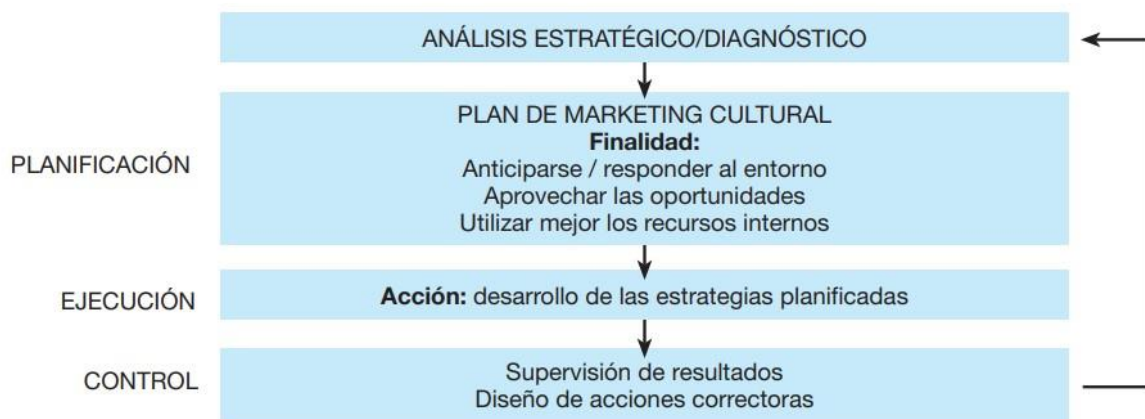 ANÁLISIS ESTRATÉGICO/DIAGNÓSTICO
PLANIFICACIÓN
PLAN DE MARKETING CULTURAL
Finalidad:
Anticiparse / responder al entorno
Aprovechar las oportunidades
Utilizar mejor los recursos internos
EJECUCIÓN
Acción: desarrollo de las estrategias planificadas
CONTROL
Supervisión de resultados
Diseño de acciones correctoras